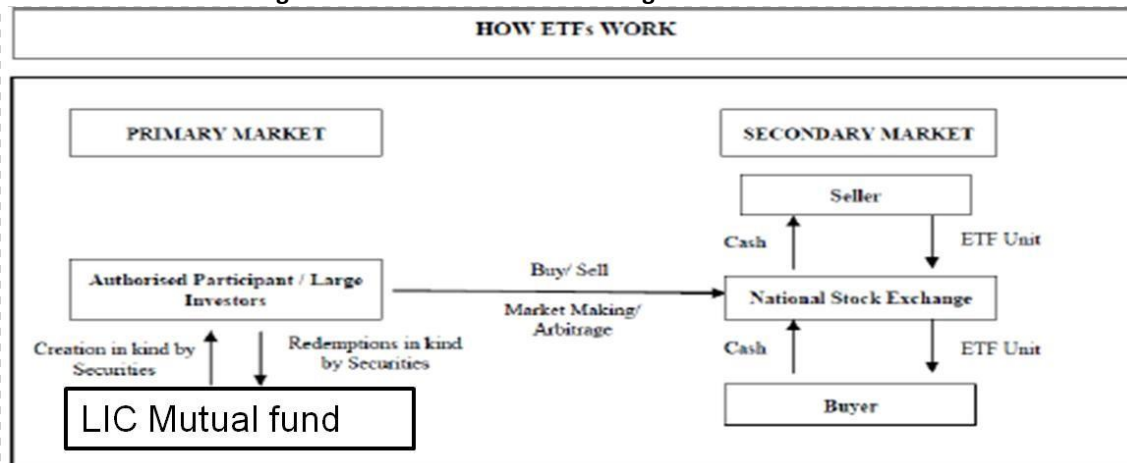 HOW ETFs WORK
PRIMARY MARKET
SECONDARY MARKET
Seller
Cash
ETF Unit
Authorised Participant / Large
Investors
Buy/ Sell
Market Making/
Arbitrage
National Stock Exchange
Creation in kind by
Securities
Redemptions in kind
by Securities
Cash
ETF Unit
LIC Mutual fund
Buyer